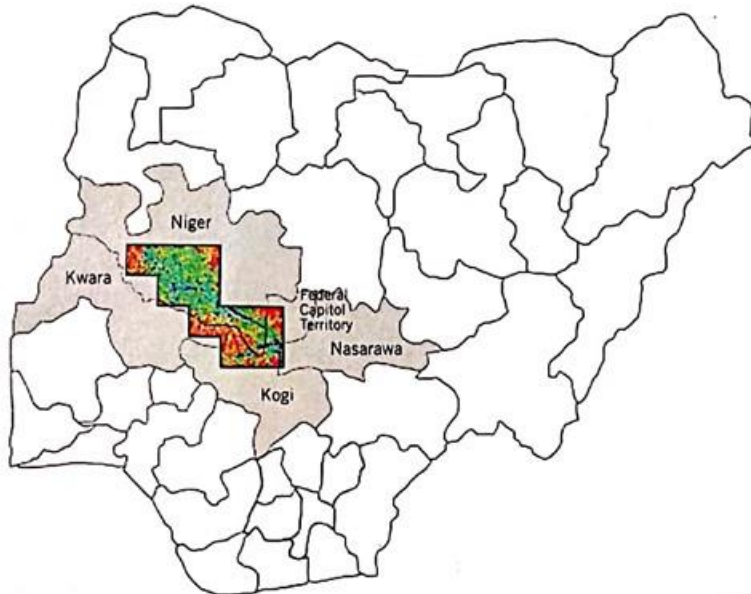 Niger
Kwara
Federal
Capitol
Territory
Nasarawa
Kogi